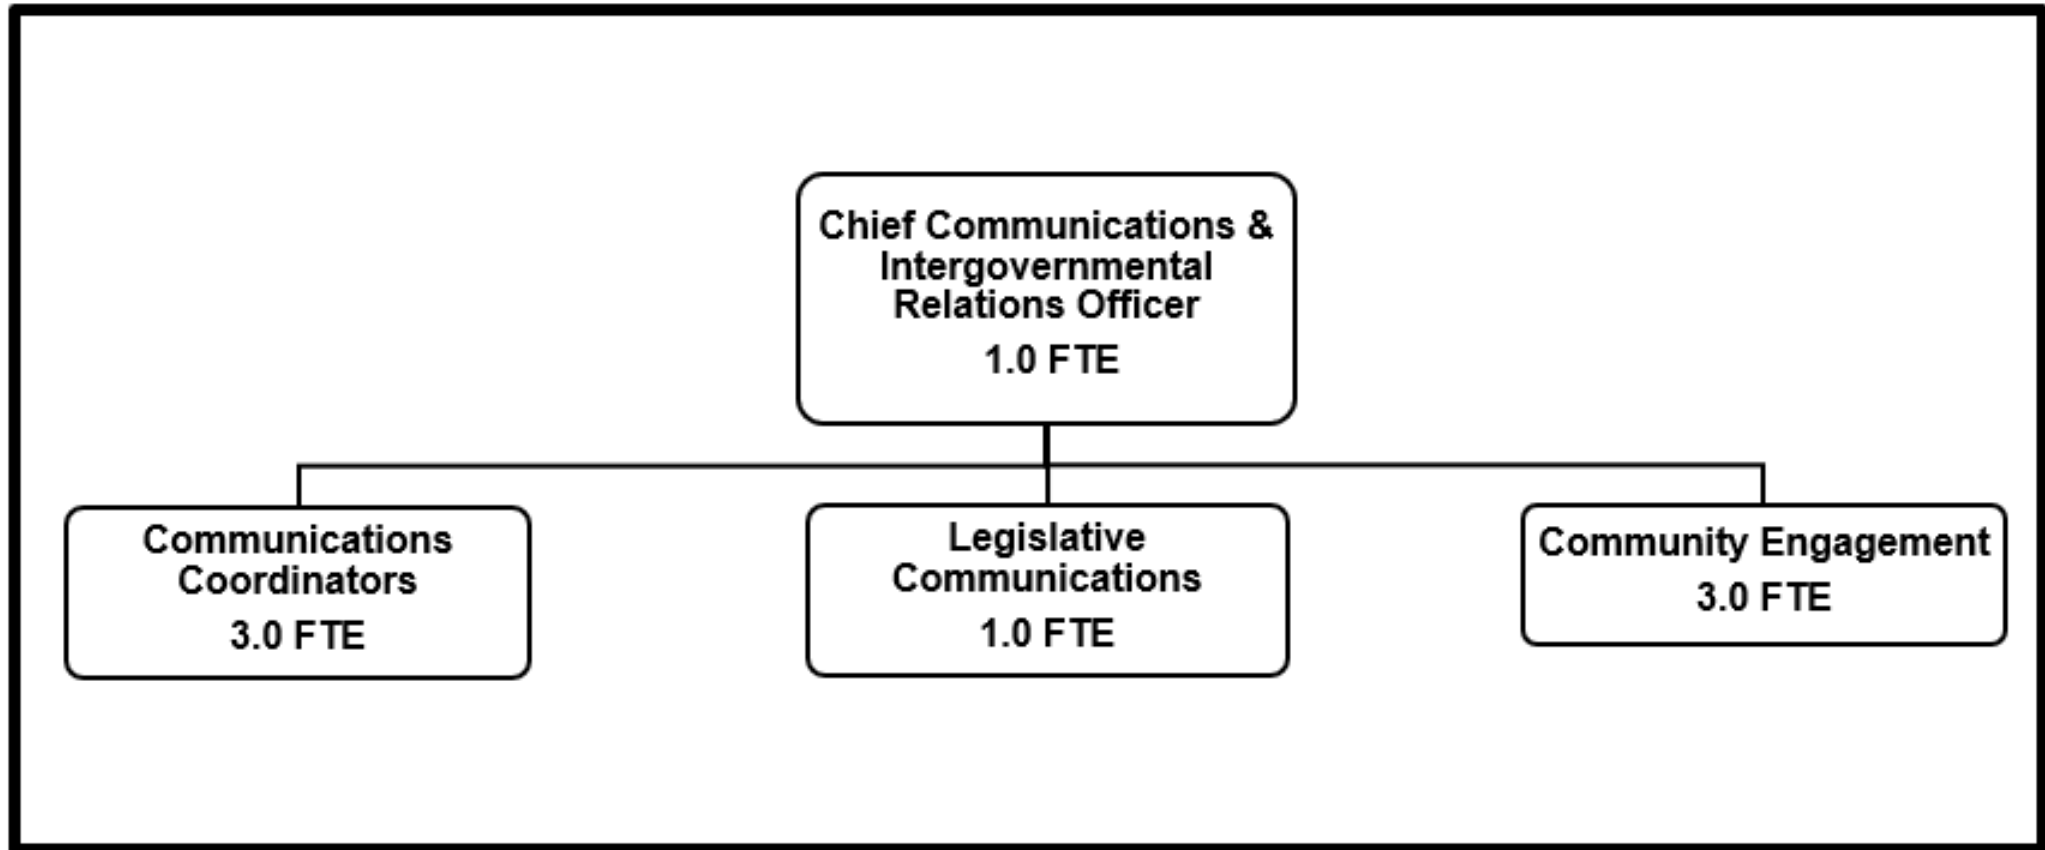 Chief Communications &
Intergovernmental
Relations Officer
1.0 FTE
Communications
Coordinators
3.0 FTE
Legislative
Communications
1.0 FTE
Community Engagement
3.0 FTE